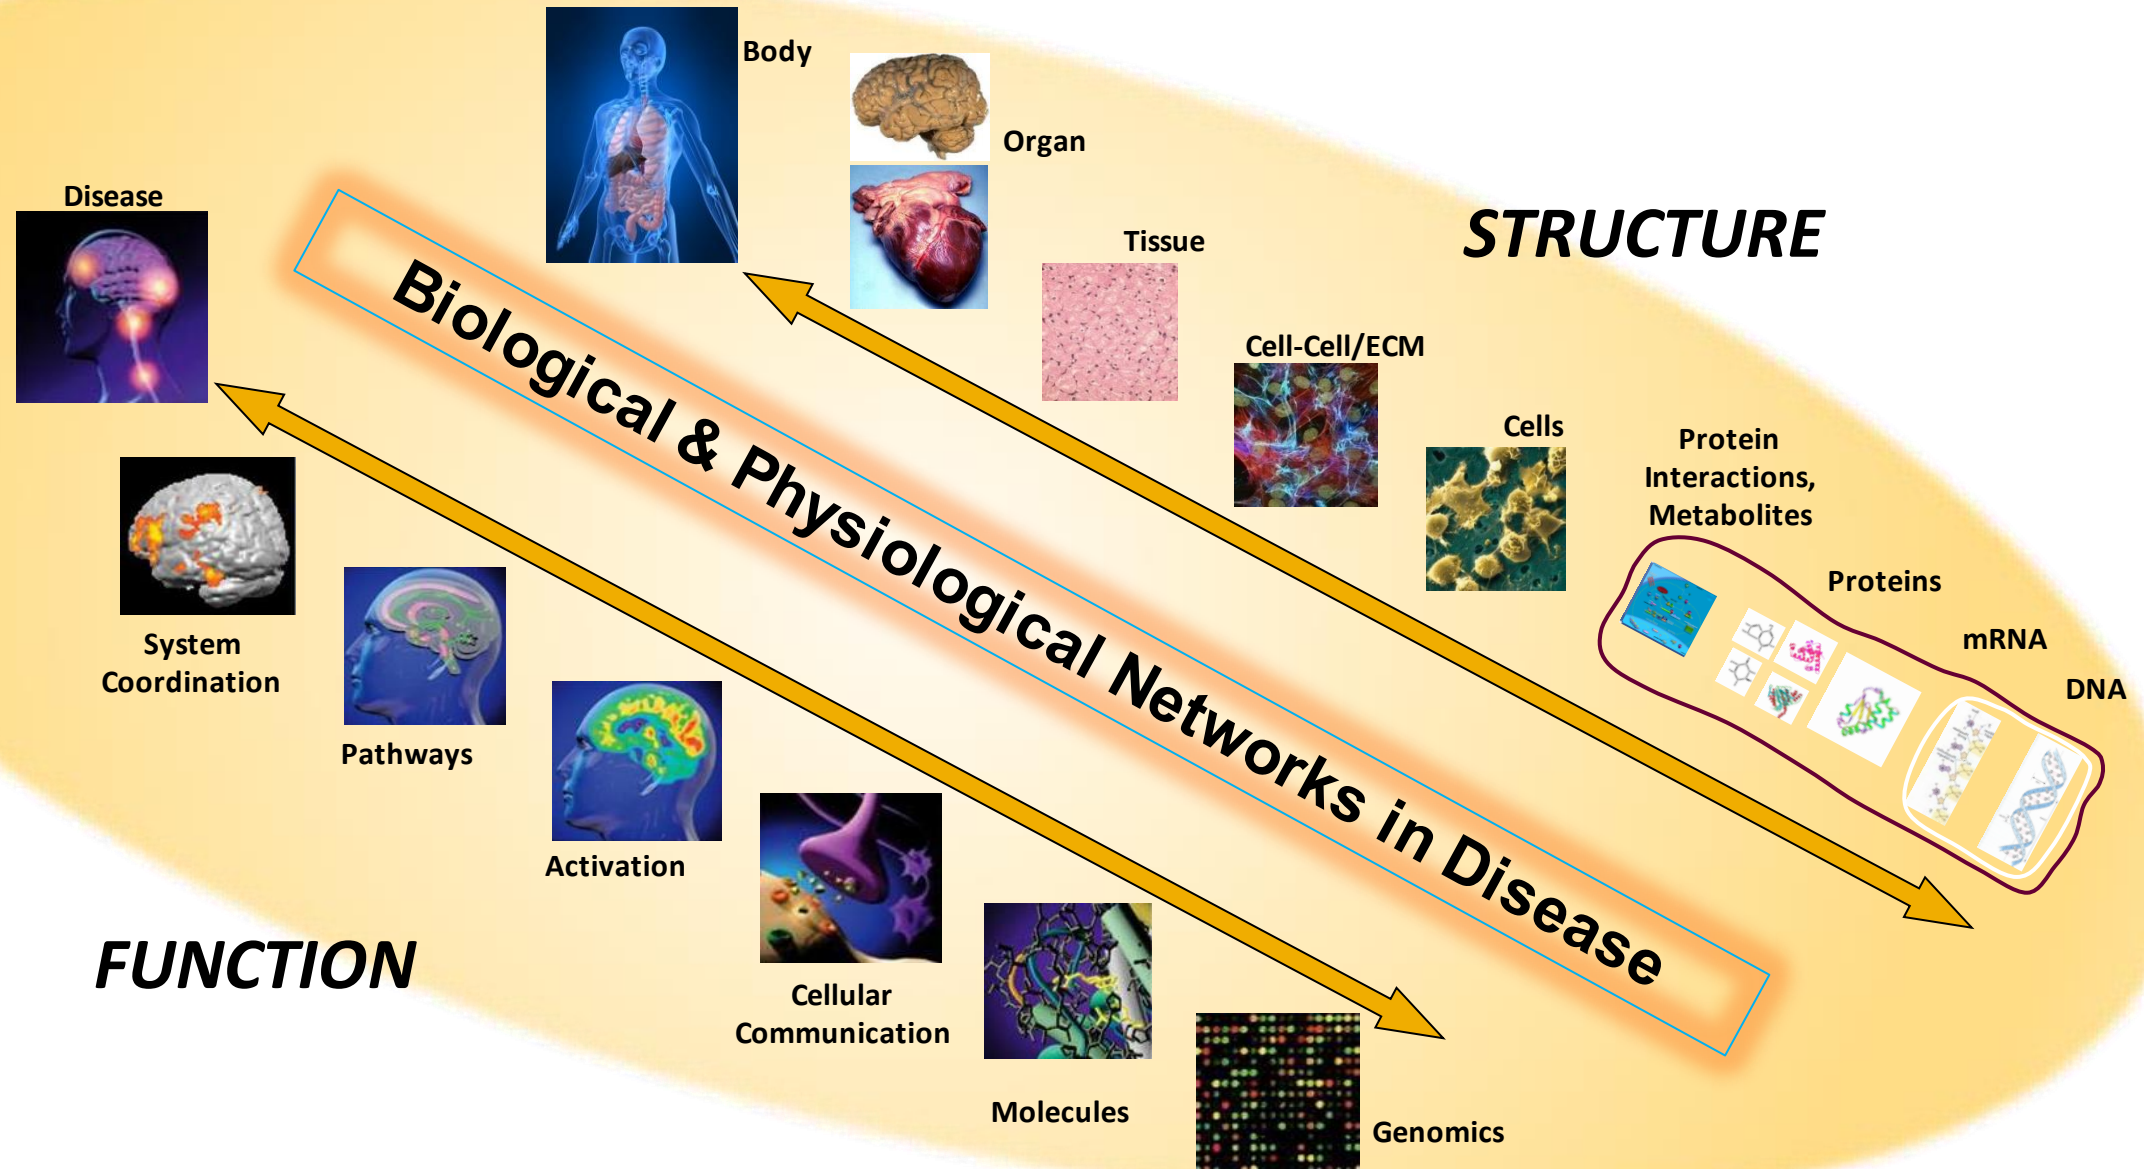 Body
Organ
Disease
STRUCTURE
Tissue
Biological & Physiological Networks in Disease
Cell-Cell/ECM
Cells
Protein
Interactions,
Metabolites
Proteins
mRNA
DNA
System
Coordination
Pathways
Activation
FUNCTION
Cellular
Communication
Molecules
Genomics